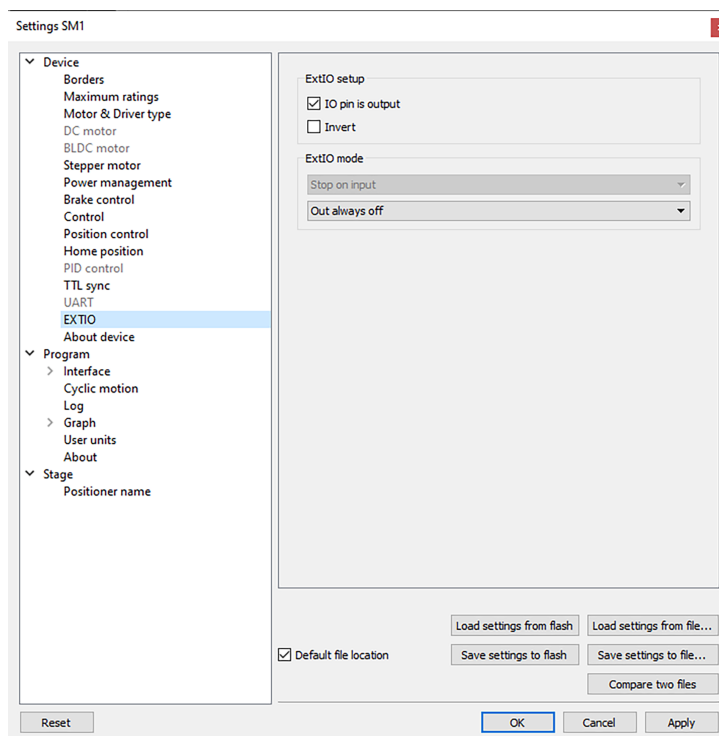 Settings SM1
Device
Borders
Maximum ratings
Motor & Driver type
DC motor
BLDC motor
Stepper motor
Power management
Brake control
Control
Position control
Home position
PID control
TTL sync
UART
EXTIO
About device
Program
Interface
Cyclic motion
Log
Graph
User units
About
Stage
Positioner name
ExtIO setup
IO pin is output
Invert
ExtIO mode
Stop on input
Out always off
Load settings from flash
Load settings from file...
Default file location
Save settings to flash
Save settings to file...
Compare two files
Reset
OK
Cancel
Apply